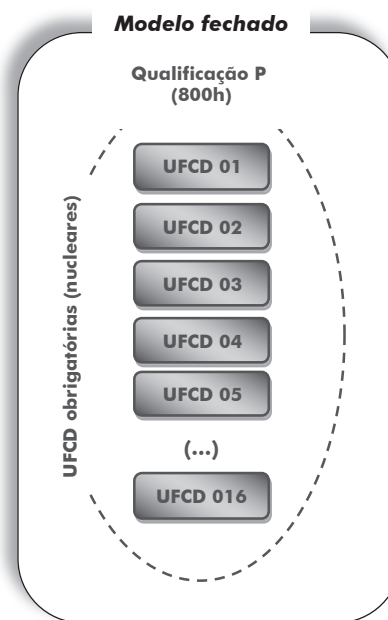 Modelo fechado
Qualificação P
(800h)
UFCD obrigatórias (nucleares)
UFCD 01
UFCD 02
UFCD 03
UFCD 04
UFCD 05
(...)
UFCD 016